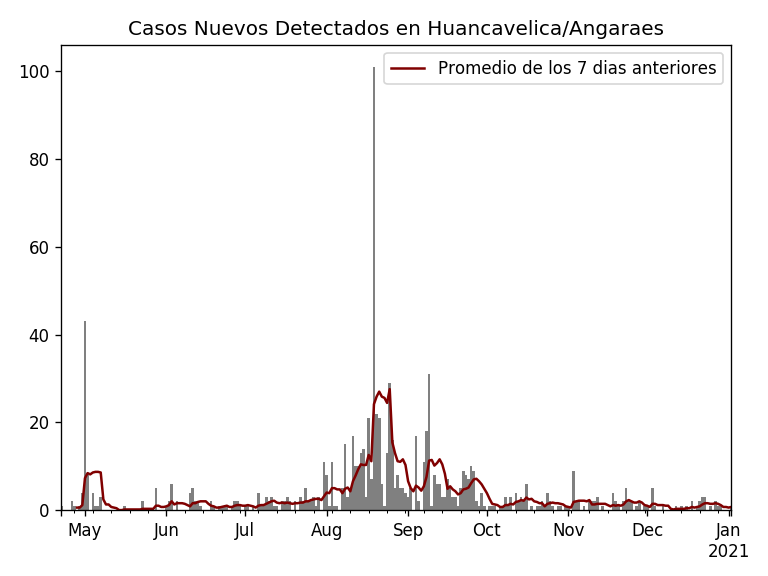 Casos Nuevos Detectados en Huancavelica/Angaraes
Promedio de los 7 dias anteriores
100
80
60
40
20
0
May Jun Jul Aug Sep Oct Nov Dec Jan
2021